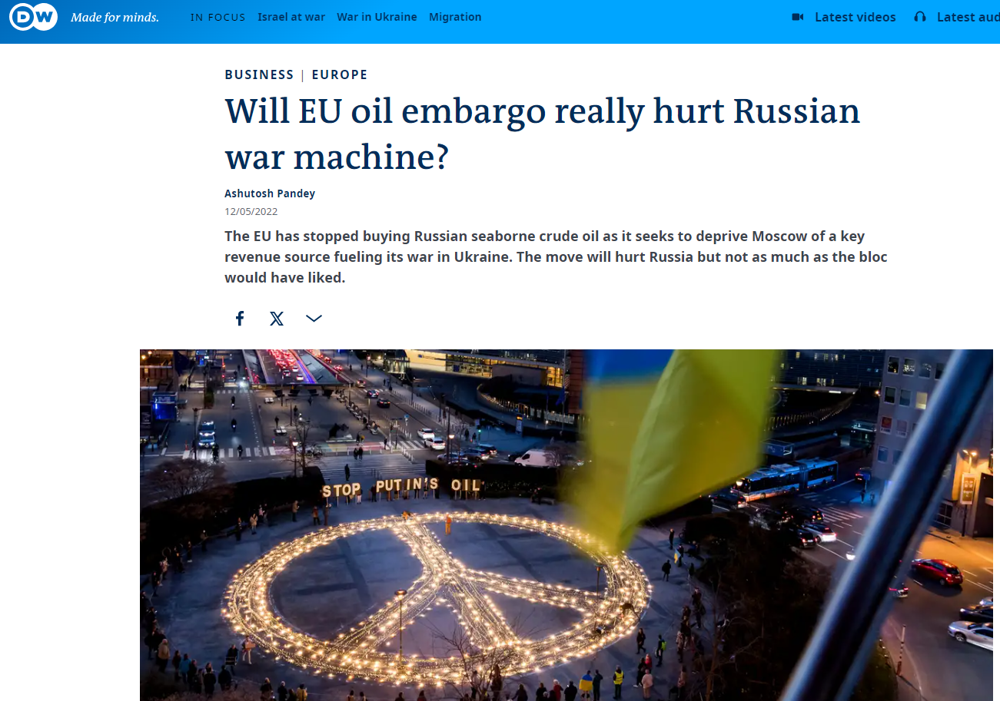 DW Made for minds. IN FOCUS Israel at war War in Ukraine Migration Latest videos Latest aud
BUSINESS | EUROPE
Will EU oil embargo really hurt Russian
war machine?
Ashutosh Pandey
12/05/2022
The EU has stopped buying Russian seaborne crude oil as it seeks to deprive Moscow of a key
revenue source fueling its war in Ukraine. The move will hurt Russia but not as much as the bloc
would have liked.
STOP PUTIN'S OIL